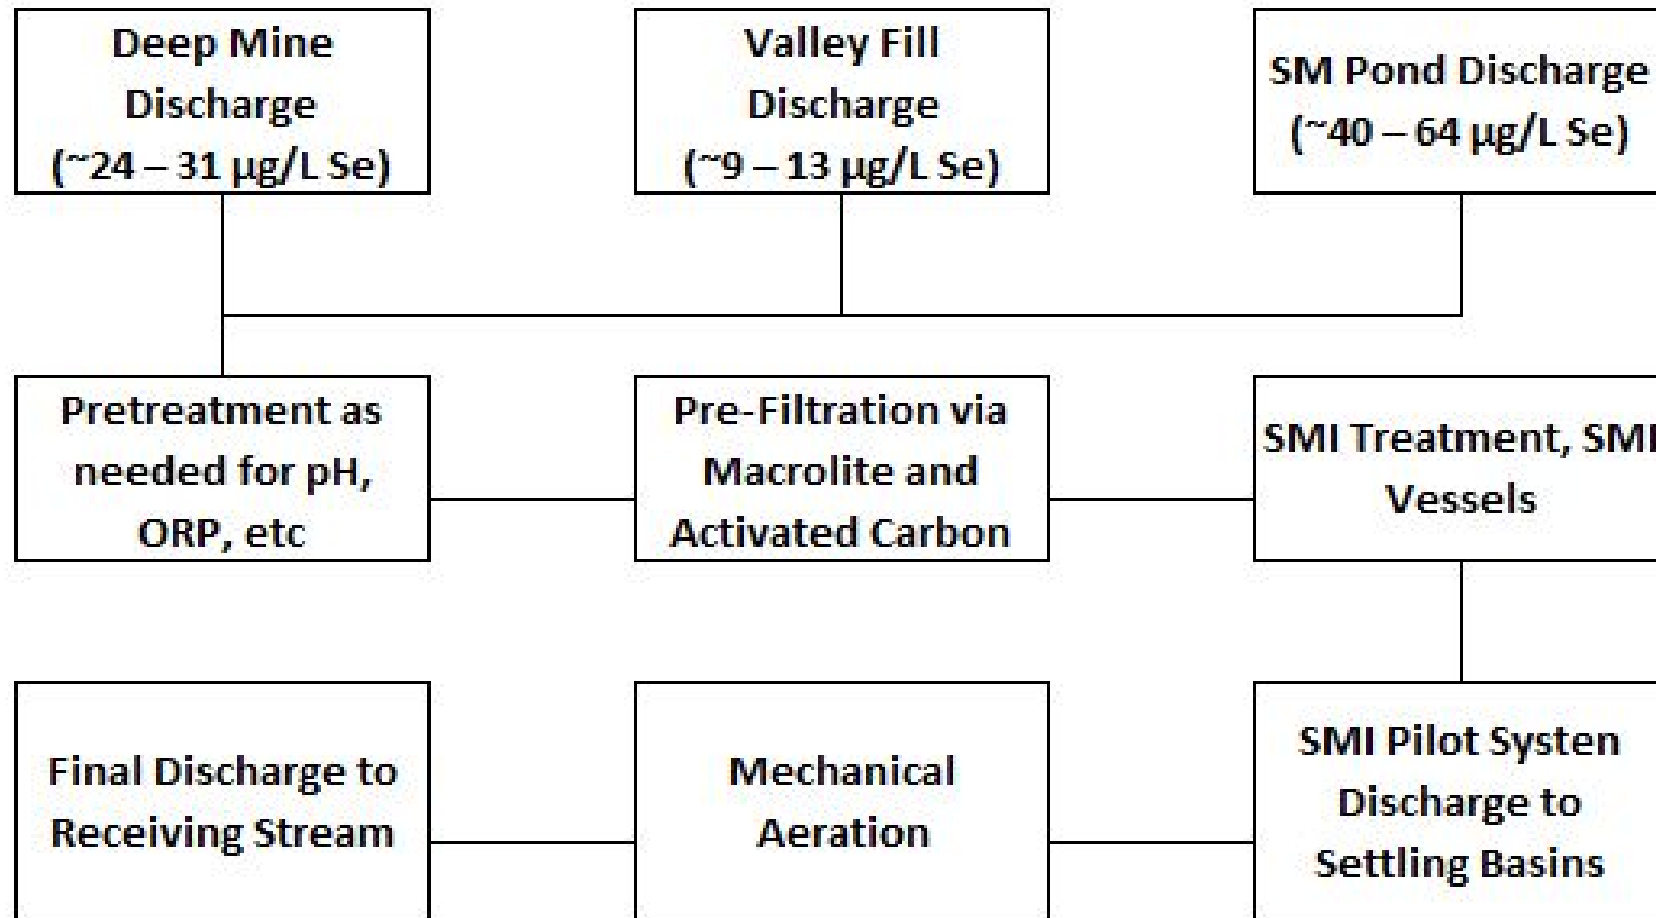 Deep Mine
Discharge
(~24 – 31 µg/L Se)
Valley Fill
Discharge
(~9 – 13 µg/L Se)
SM Pond Discharge
(~40 – 64 µg/L Se)
Pretreatment as
needed for pH,
ORP, etc
Pre-Filtration via
Macrolite and
Activated Carbon
SMI Treatment, SMI
Vessels
SMI Pilot Systen
Discharge to
Settling Basins
Mechanical
Aeration
Final Discharge to
Receiving Stream